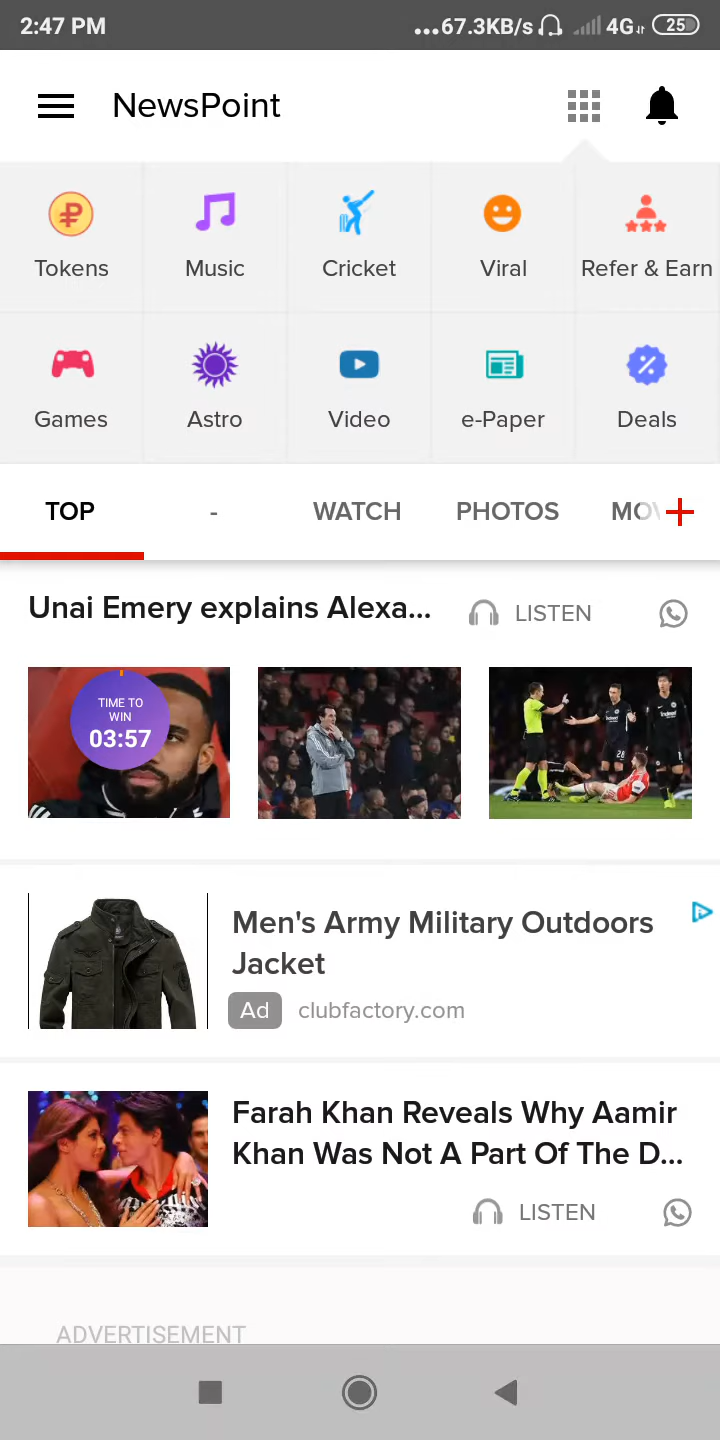 2:47 PM ...67.3KB/s 4G 25
NewsPoint
Tokens Music Cricket Viral Refer & Earn
Games Astro Video e-Paper Deals
TOP - WATCH PHOTOS MOV
Unai Emery explains Alexa... LISTEN
TIME TO
WIN
03:57
Men's Army Military Outdoors
Jacket
Ad clubfactory.com
Farah Khan Reveals Why Aamir
Khan Was Not A Part Of The D...
LISTEN
ADVERTISEMENT